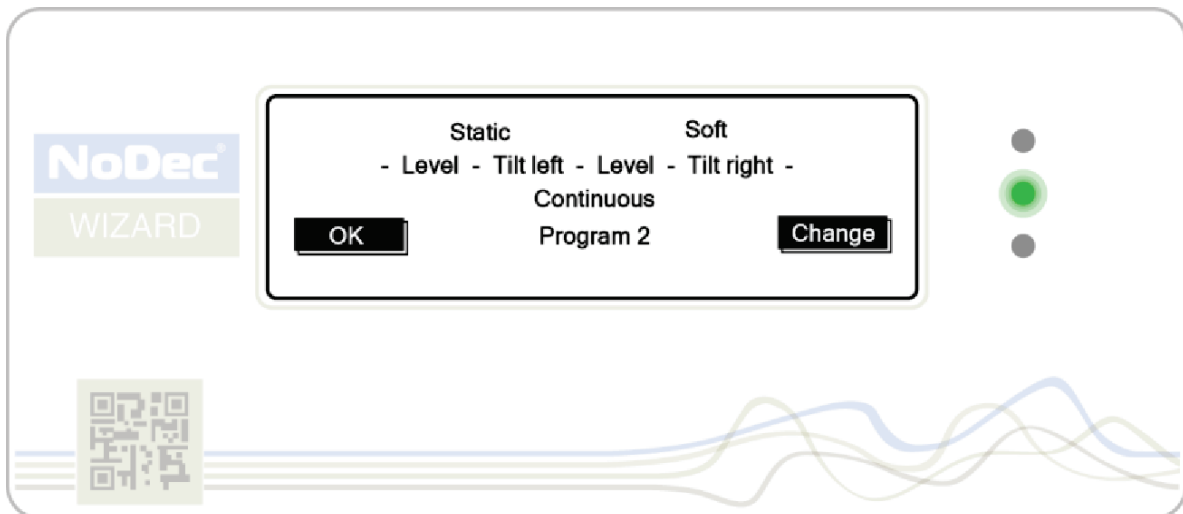 NoDec®
WIZARD
Static Soft
- Level - Tilt left - Level - Tilt right -
Continuous
OK Program 2 Change